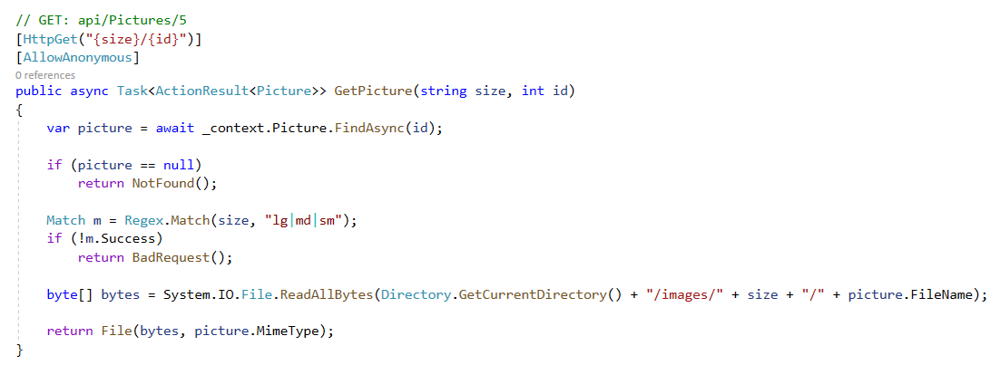 // GET: api/Pictures/5
[HttpGet("{size}/{id}")]
[AllowAnonymous]
0 references
public async Task<ActionResult<Picture>> GetPicture(string size, int id)
{
var picture = await _context.Picture.FindAsync(id);
if (picture == null)
return NotFound();
Match m = Regex.Match(size, "lg|md|sm");
if (!m.Success)
return BadRequest();
byte[] bytes = System.IO.File.ReadAllBytes(Directory.GetCurrentDirectory() + "/images/" + size + "/" + picture.FileName);
return File(bytes, picture.MimeType);
}